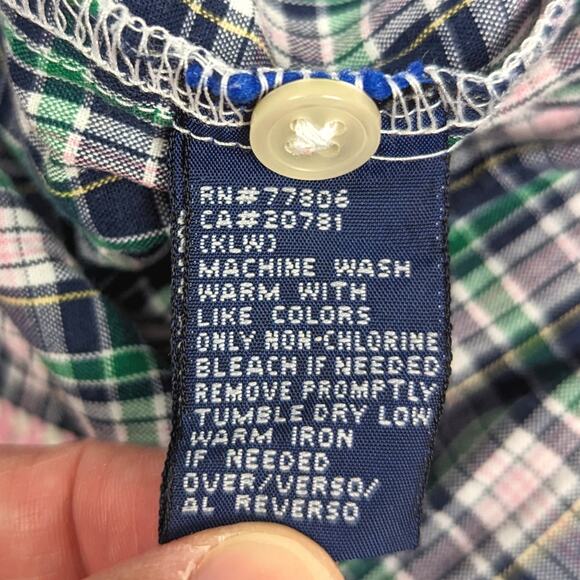 RN#77806
CA#20781
(KLW)
MACHINE WASH
WARM WITH
LIKE COLORS
ONLY NON-CHLORINE
BLEACH IF NEEDED
REMOVE PROMPTLY
TUMBLE DRY LOW
WARM IRON
IF NEEDED
OVER/VERSO/
AL REVERSO